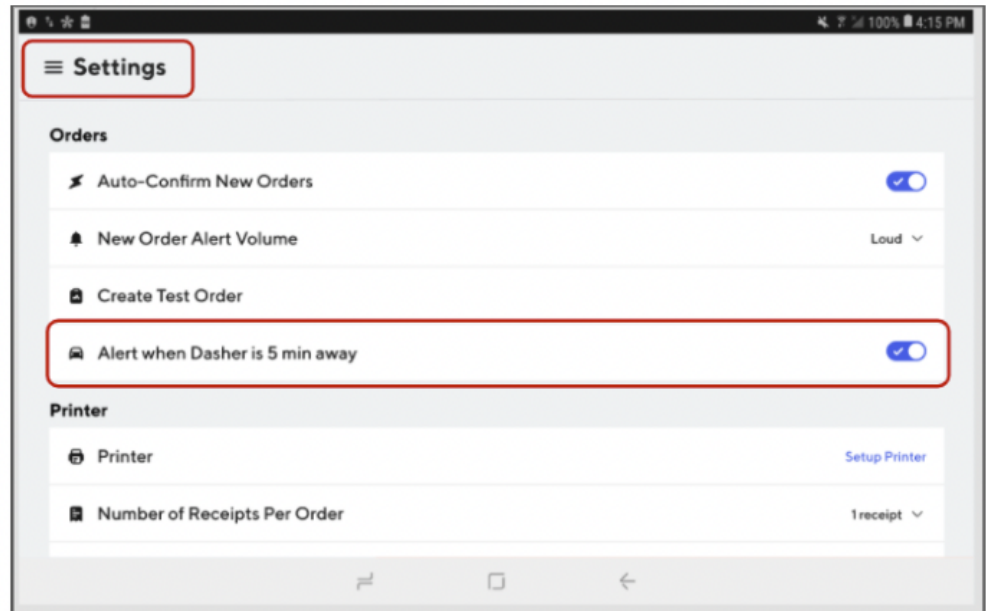 100% 4:15 PM
Settings
Orders
Auto-Confirm New Orders
New Order Alert Volume Loud
Create Test Order
Alert when Dasher is 5 min away
Printer
Printer Setup Printer
Number of Receipts Per Order 1 receipt